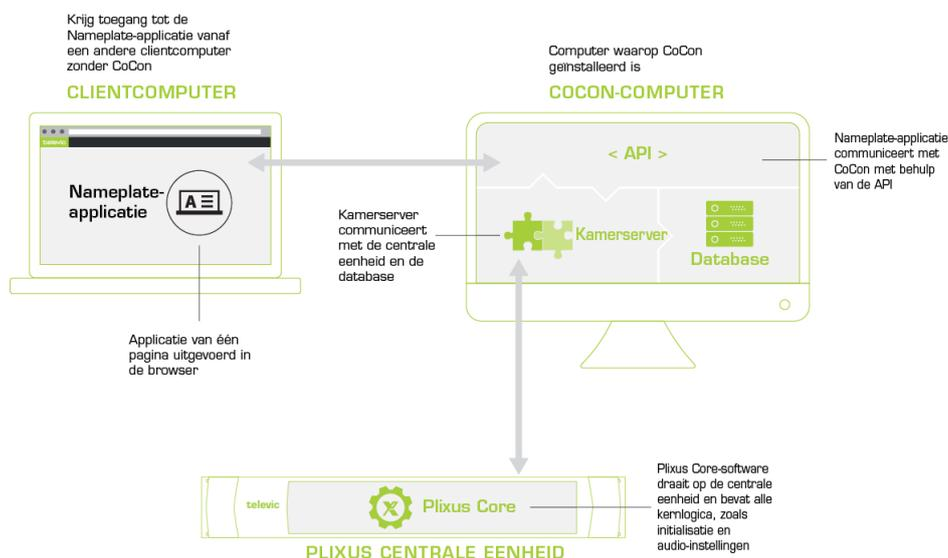 Krijg toegang tot de
Nameplate-applicatie vanaf
een andere clientcomputer
zonder CoCon
CLIENTCOMPUTER
televic
Nameplate-
applicatie
A
Applicatie van één
pagina uitgevoerd in
de browser
Computer waarop CoCon
geïnstalleerd is
COCON-COMPUTER
< API >
Nameplate-applicatie
communiceert met
CoCon met behulp
van de API
Kamerserver
communiceert
met de centrale
eenheid en de
database
Kamerserver
Database
televic
X
Plixus Core
Plixus Core-software
draait op de centrale
eenheid en bevat alle
kernlogica, zoals
initialisatie en
audio-instellingen
PLIXUS CENTRALE EENHEID